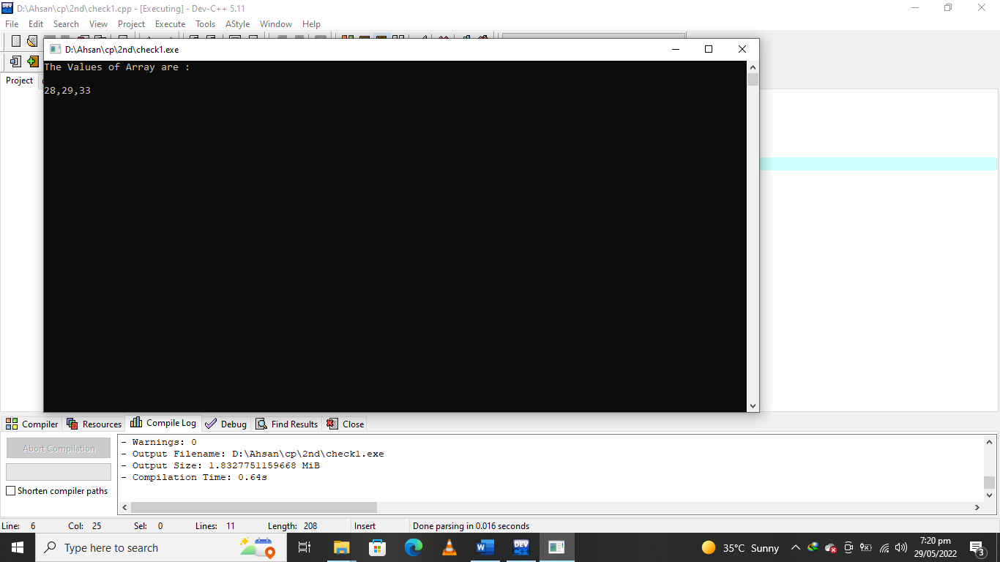 D:\Ahsan\cp\2nd\check1.cpp - [Executing] - Dev-C++ 5.11
File Edit Search View Project Execute Tools AStyle Window Help
D:\Ahsan\cp\2nd\check1.exe
Project
The Values of Array are :
28,29,33
Compiler Resources Compile Log Debug Find Results Close
Abort Compilation
Shorten compiler paths
- Warnings: 0
- Output Filename: D:\Ahsan\cp\2nd\check1.exe
- Output Size: 1.8327751159668 MiB
- Compilation Time: 0.64s
Line: 6 Col: 25 Sel: 0 Lines: 11 Length: 208 Insert Done parsing in 0.016 seconds
Type here to search
DEV
35°C Sunny
7:20 pm
29/05/2022
3